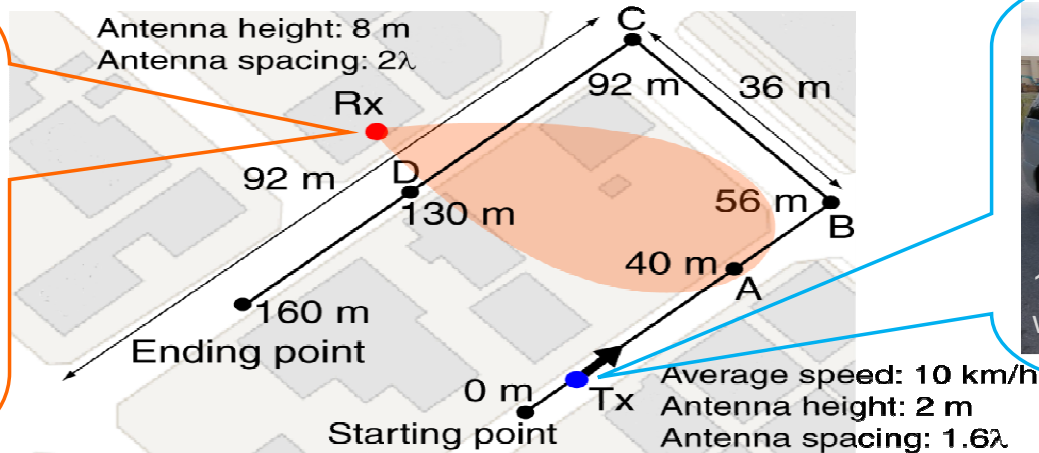 Antenna height: 8 m
Antenna spacing: 2λ
Rx
C
92 m
36 m
92 m
D
130 m
56 m
B
40 m
A
160 m
Ending point
0 m
Tx
Starting point
Average speed: 10 km/h
Antenna height: 2 m
Antenna spacing: 1.6λ